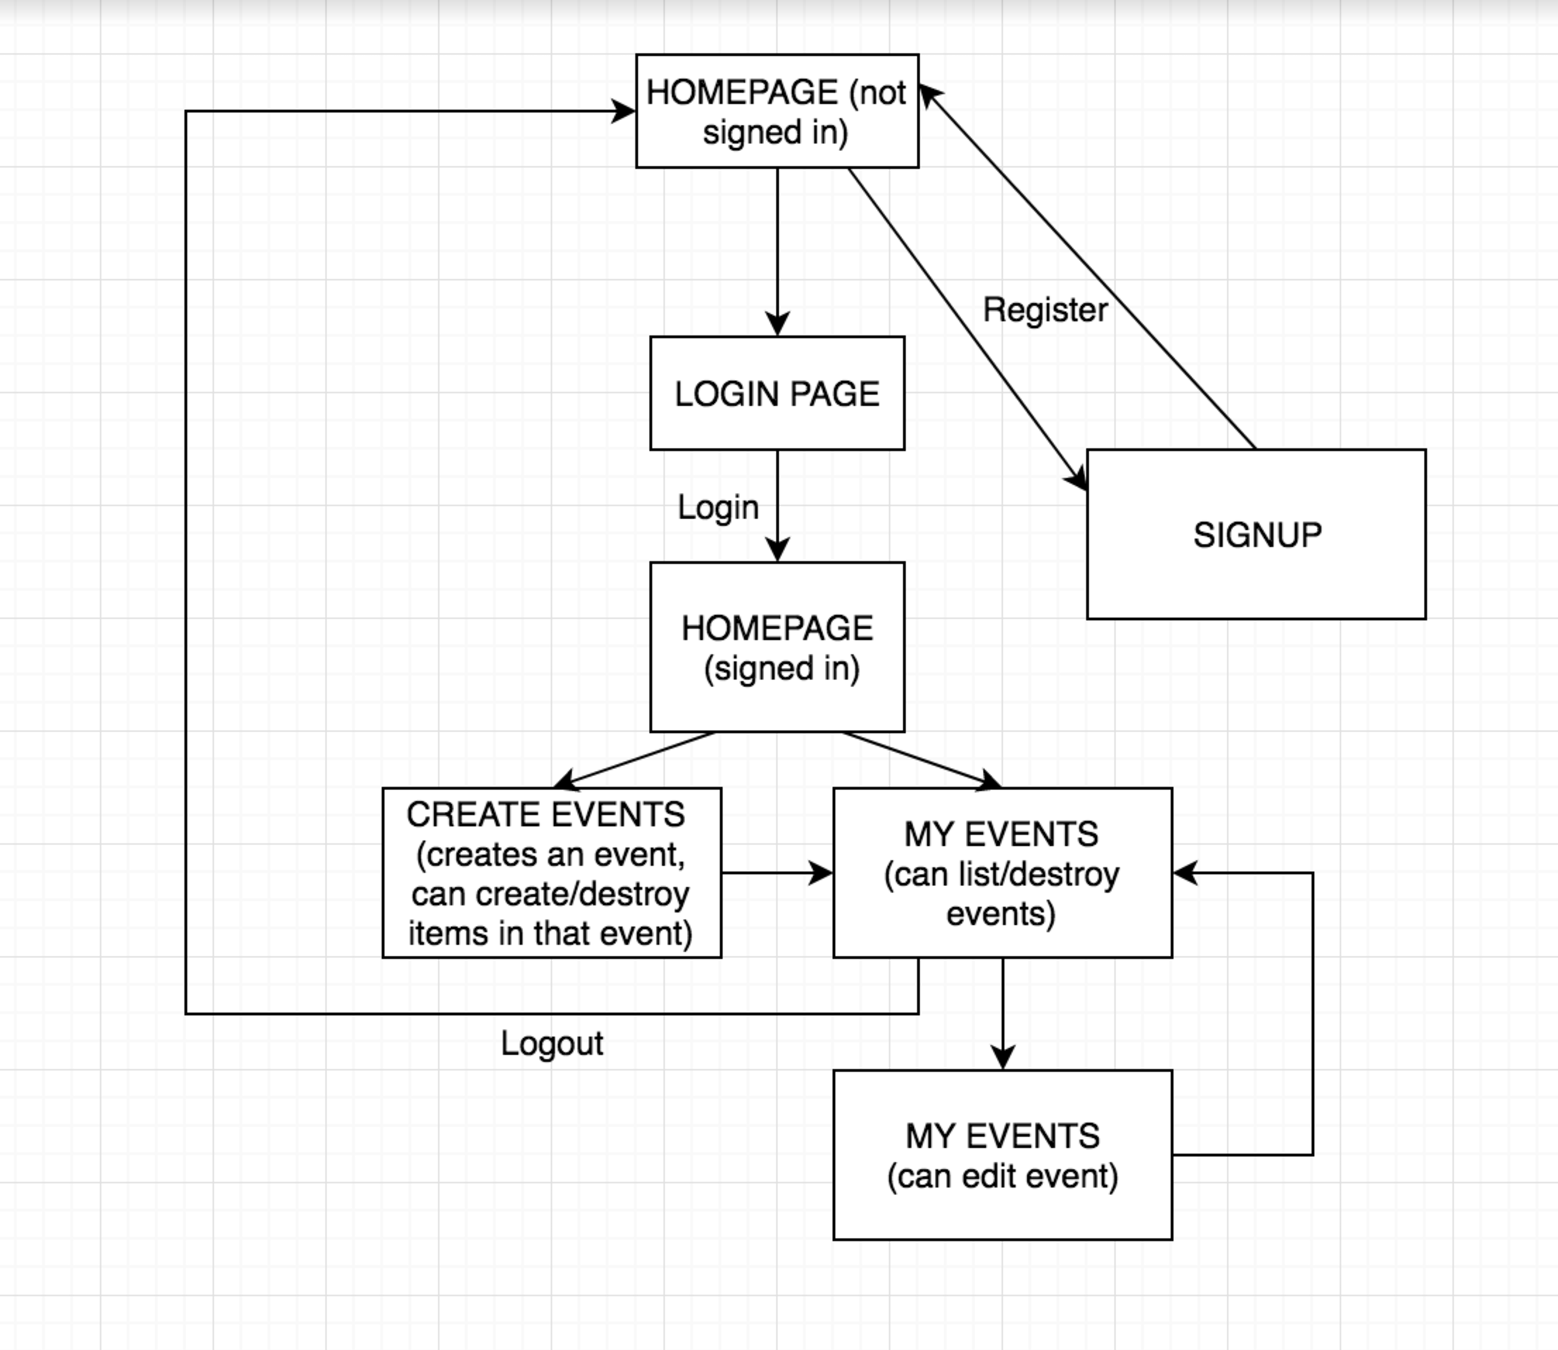 HOMEPAGE (not
signed in)
Register
LOGIN PAGE
Login
SIGNUP
HOMEPAGE
(signed in)
CREATE EVENTS
(creates an event,
can create/destroy
items in that event)
MY EVENTS
(can list/destroy
events)
Logout
MY EVENTS
(can edit event)